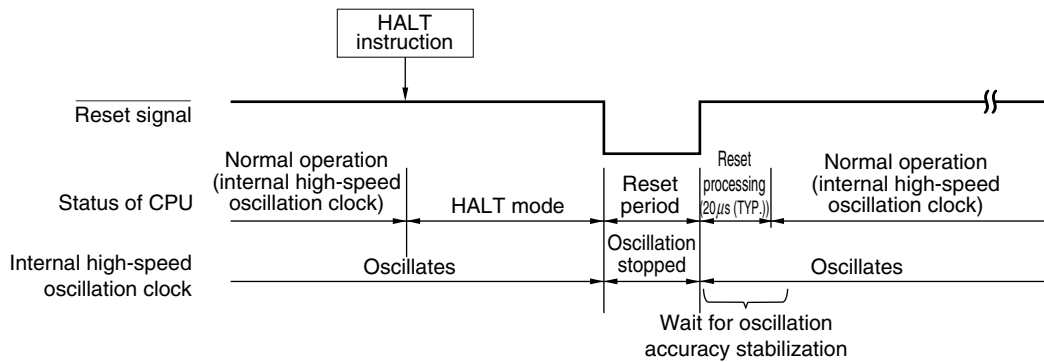 HALT
instruction
Reset signal
Normal operation
(internal high-speed
oscillation clock)
Status of CPU
HALT mode
Reset
period
Reset
processing
(20μs (TYP.))
Normal operation
(internal high-speed
oscillation clock)
Internal high-speed
oscillation clock
Oscillates
Oscillation
stopped
Oscillates
Wait for oscillation
accuracy stabilization